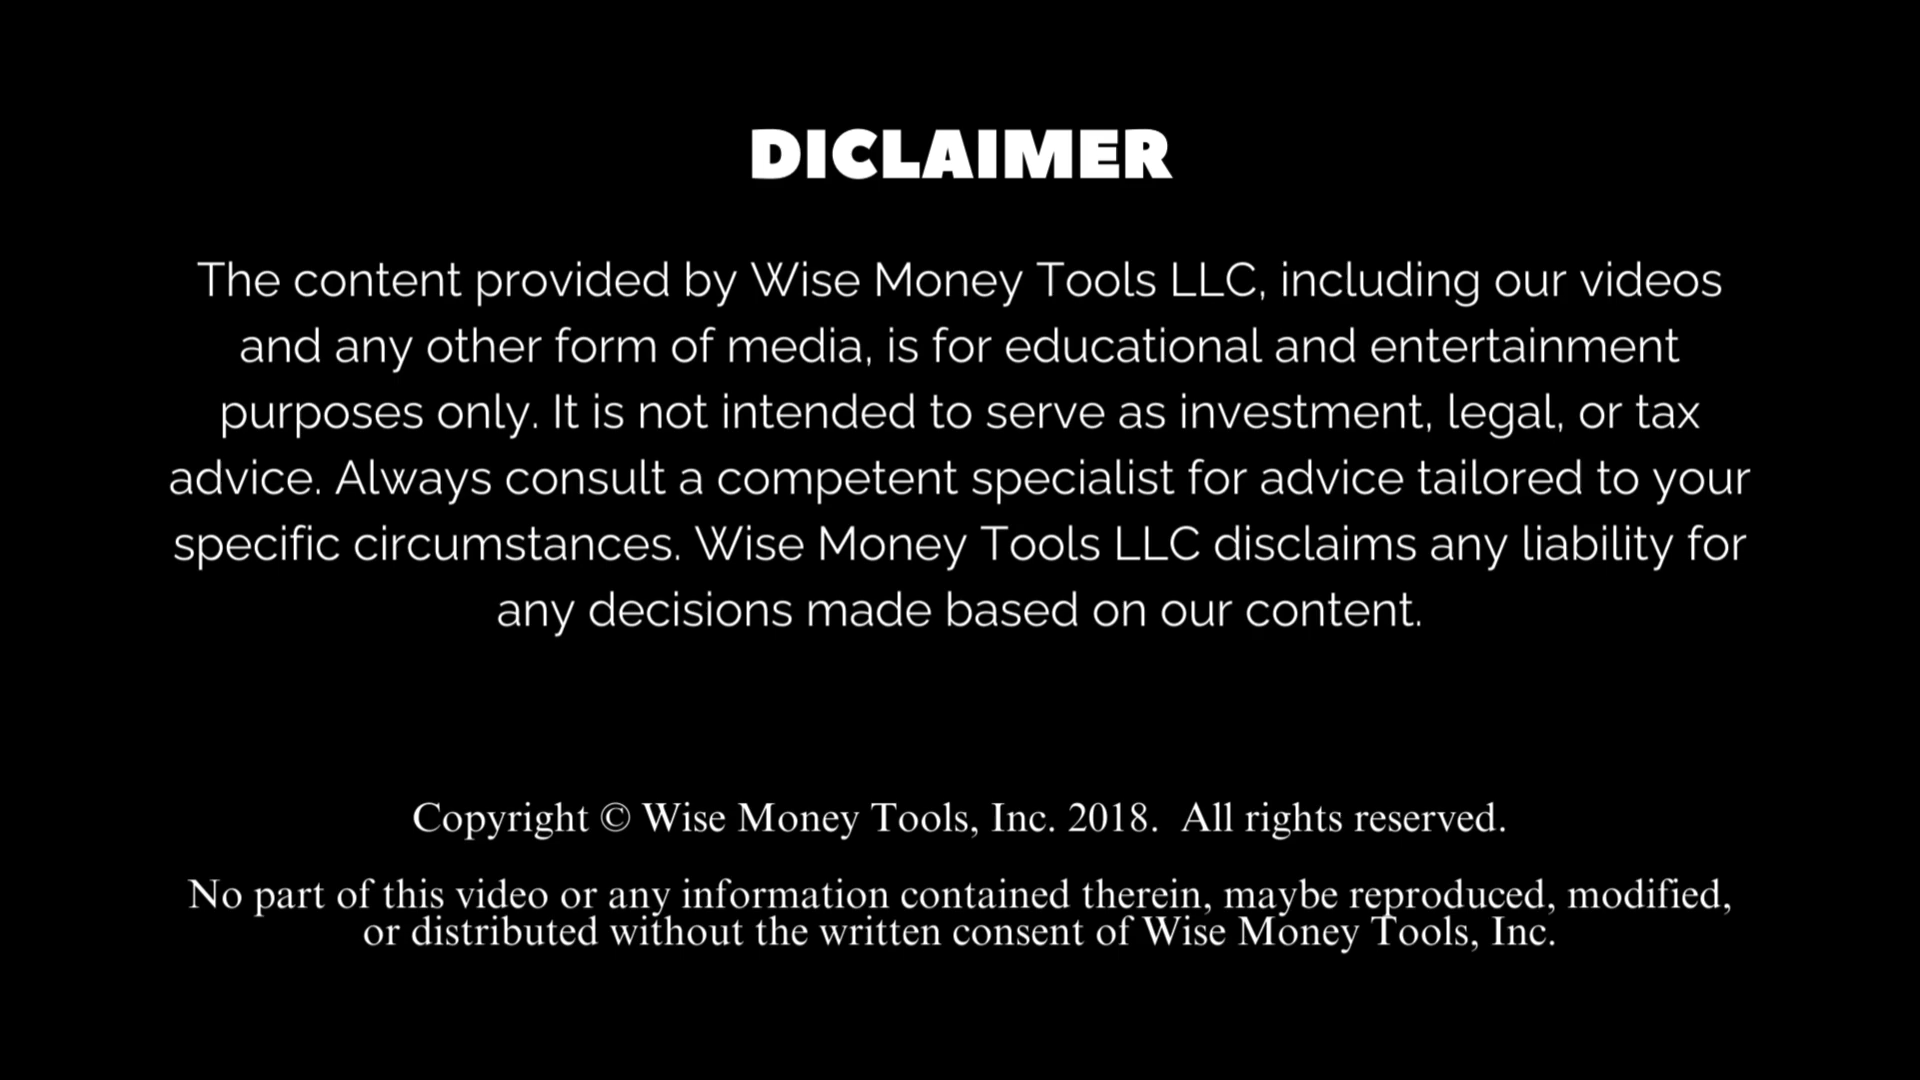 DICLAIMER
The content provided by Wise Money Tools LLC, including our videos
and any other form of media, is for educational and entertainment
purposes only. It is not intended to serve as investment, legal, or tax
advice. Always consult a competent specialist for advice tailored to your
specific circumstances. Wise Money Tools LLC disclaims any liability for
any decisions made based on our content.
Copyright © Wise Money Tools, Inc. 2018.  All rights reserved.
No part of this video or any information contained therein, maybe reproduced, modified,
or distributed without the written consent of Wise Money Tools, Inc.